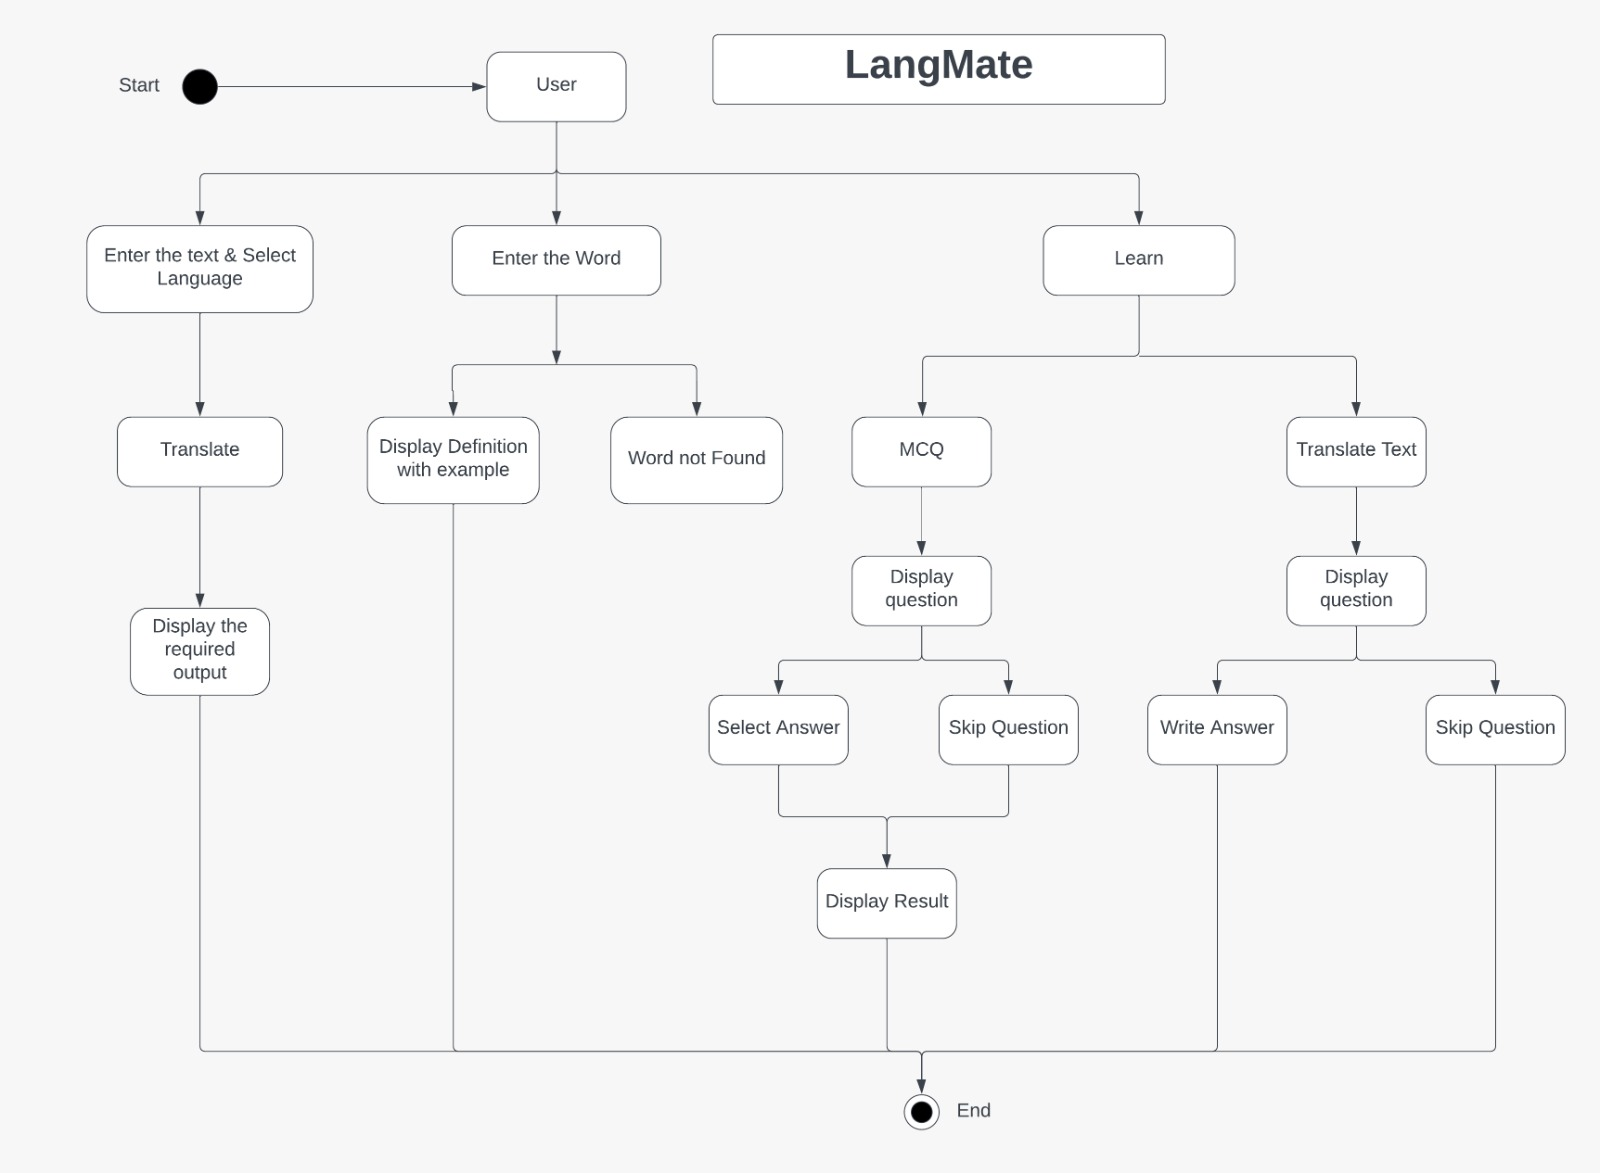 LangMate
Start
User
Enter the text & Select
Language
Enter the Word
Learn
Translate
Display Definition
with example
Word not Found
MCQ
Translate Text
Display
question
Display
question
Display the
required
output
Select Answer
Skip Question
Write Answer
Skip Question
Display Result
End